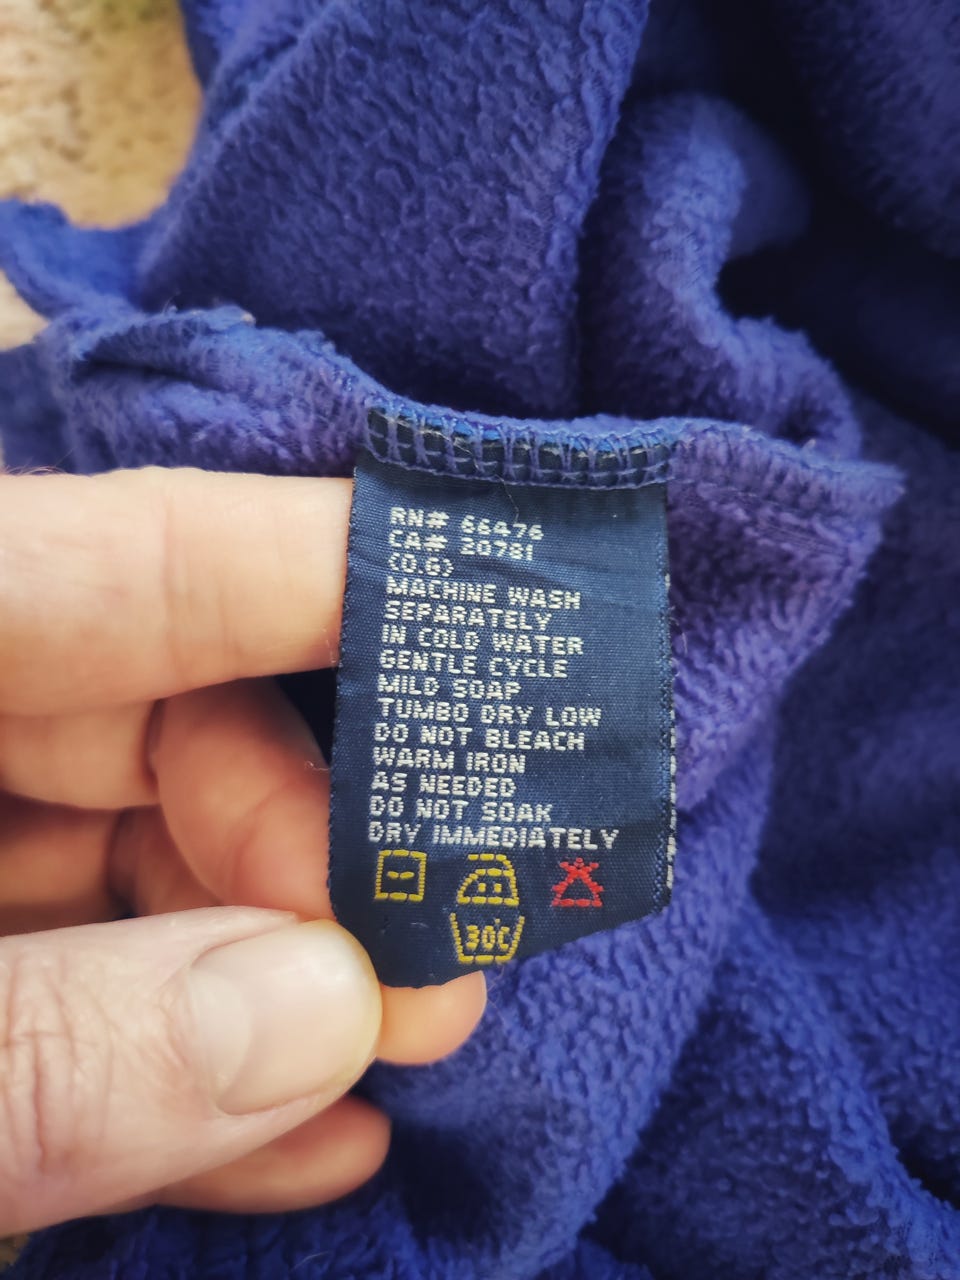 RN# 66476
CA# 20781
(0.6)
MACHINE WASH
SEPARATELY
IN COLD WATER
GENTLE CYCLE
MILD SOAP
TUMBO DRY LOW
DO NOT BLEACH
WARM IRON
AS NEEDED
DO NOT SOAK
DRY IMMEDIATELY
30°C